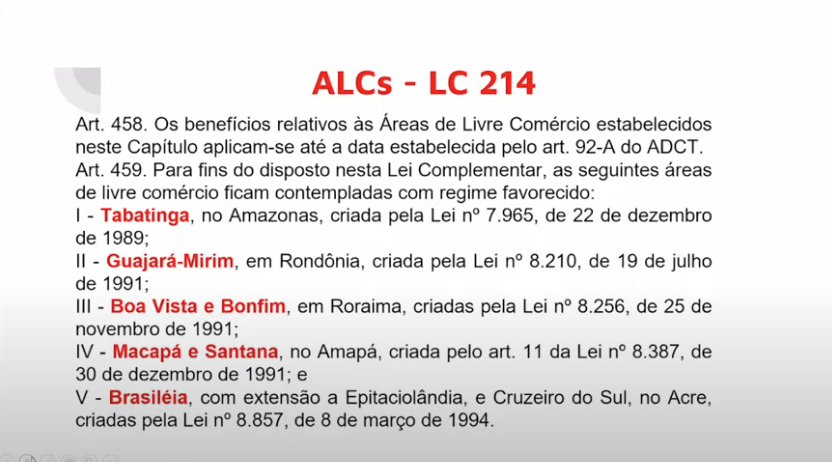 ALCs - LC 214
Art. 458. Os benefícios relativos às Áreas de Livre Comércio estabelecidos
neste Capítulo aplicam-se até a data estabelecida pelo art. 92-A do ADCT.
Art. 459. Para fins do disposto nesta Lei Complementar, as seguintes áreas
de livre comércio ficam contempladas com regime favorecido:
I - Tabatinga, no Amazonas, criada pela Lei nº 7.965, de 22 de dezembro
de 1989;
II - Guajará-Mirim, em Rondônia, criada pela Lei nº 8.210, de 19 de julho
de 1991;
III - Boa Vista e Bonfim, em Roraima, criadas pela Lei nº 8.256, de 25 de
novembro de 1991;
IV - Macapá e Santana, no Amapá, criada pelo art. 11 da Lei nº 8.387, de
30 de dezembro de 1991; e
V - Brasiléia, com extensão a Epitaciolândia, e Cruzeiro do Sul, no Acre,
criadas pela Lei nº 8.857, de 8 de março de 1994.